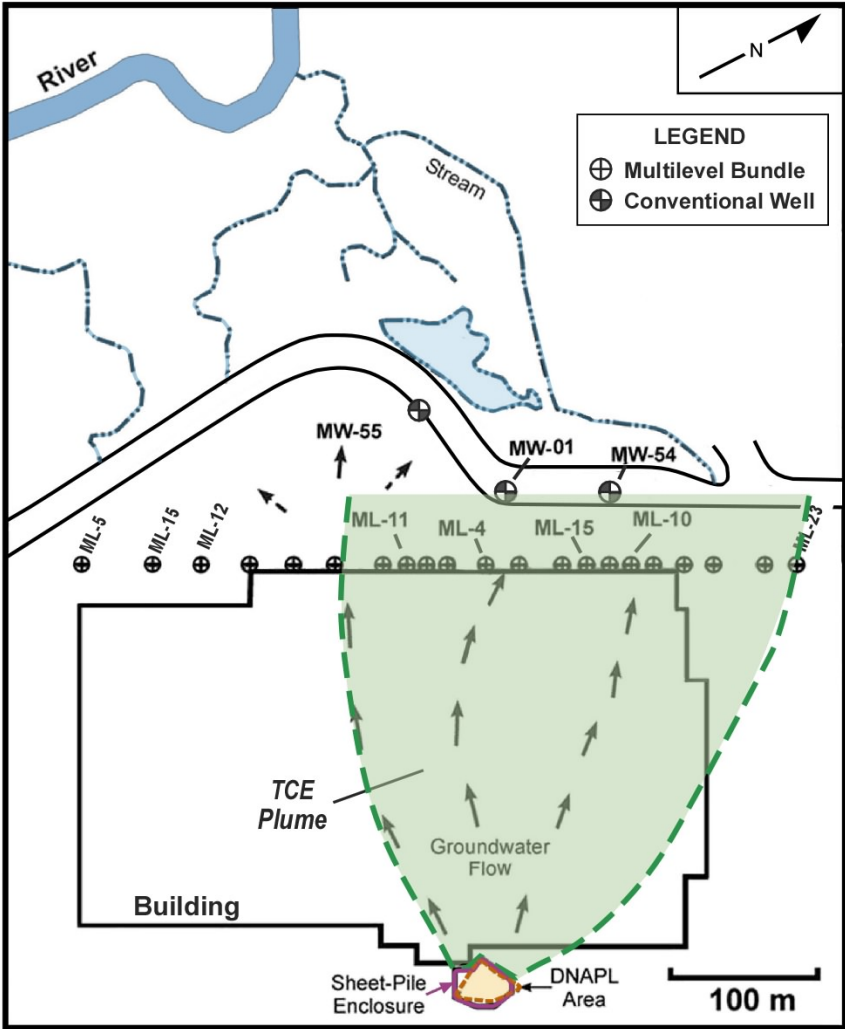 River
N
LEGEND
Multilevel Bundle
Conventional Well
Stream
MW-55
MW-01
MW-54
ML-5
ML-15
ML-12
ML-11
ML-4
ML-15
ML-10
ML-23
TCE
Plume
Groundwater
Flow
Building
Sheet-Pile
Enclosure
DNAPL
Area
100 m